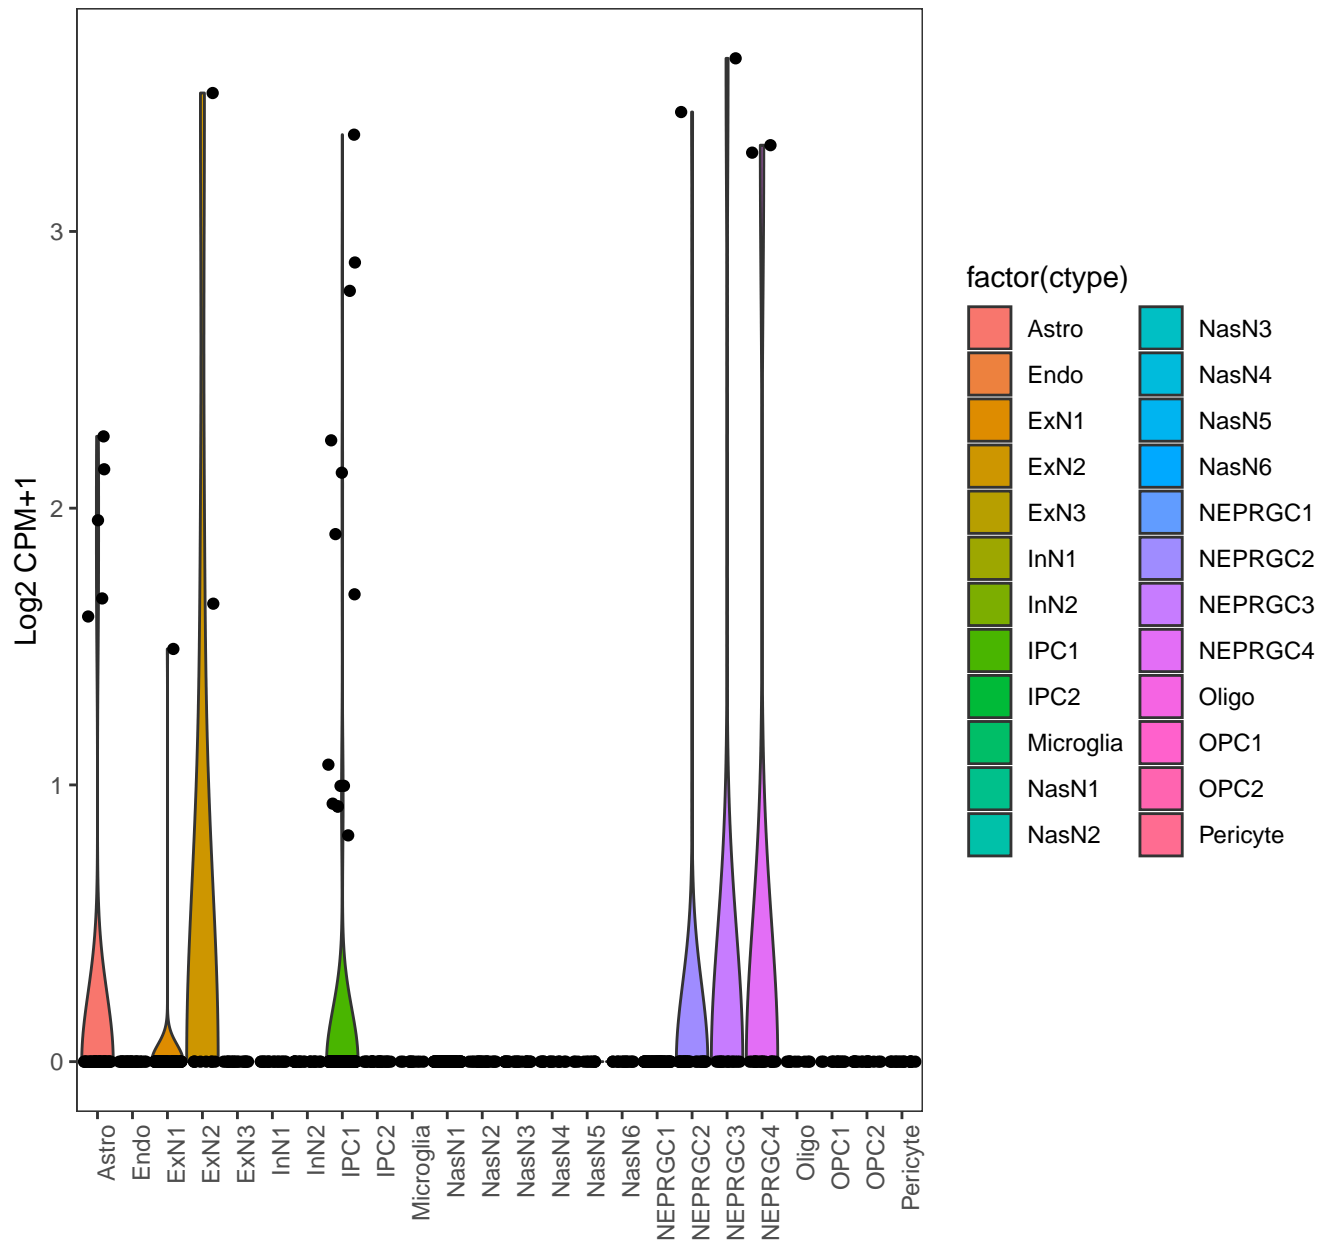 3
2
1
0
Log2 CPM+1
Astro
Endo
ExN1
ExN2
ExN3
InN1
InN2
IPC1
IPC2
Microglia
NasN1
NasN2
NasN3
NasN4
NasN5
NasN6
NEPRGC1
NEPRGC2
NEPRGC3
NEPRGC4
Oligo
OPC1
OPC2
Pericyte
factor(ctype)
Astro
Endo
ExN1
ExN2
ExN3
InN1
InN2
IPC1
IPC2
Microglia
NasN1
NasN2
NasN3
NasN4
NasN5
NasN6
NEPRGC1
NEPRGC2
NEPRGC3
NEPRGC4
Oligo
OPC1
OPC2
Pericyte